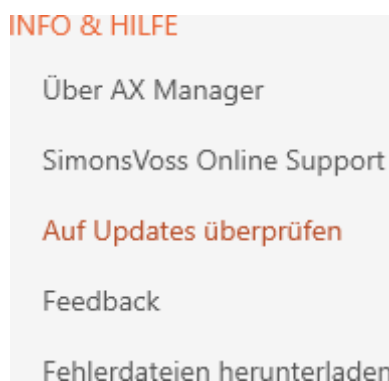 INFO & HILFE
Über AX Manager
SimonsVoss Online Support
Auf Updates überprüfen
Feedback
Fehlerdateien herunterladen